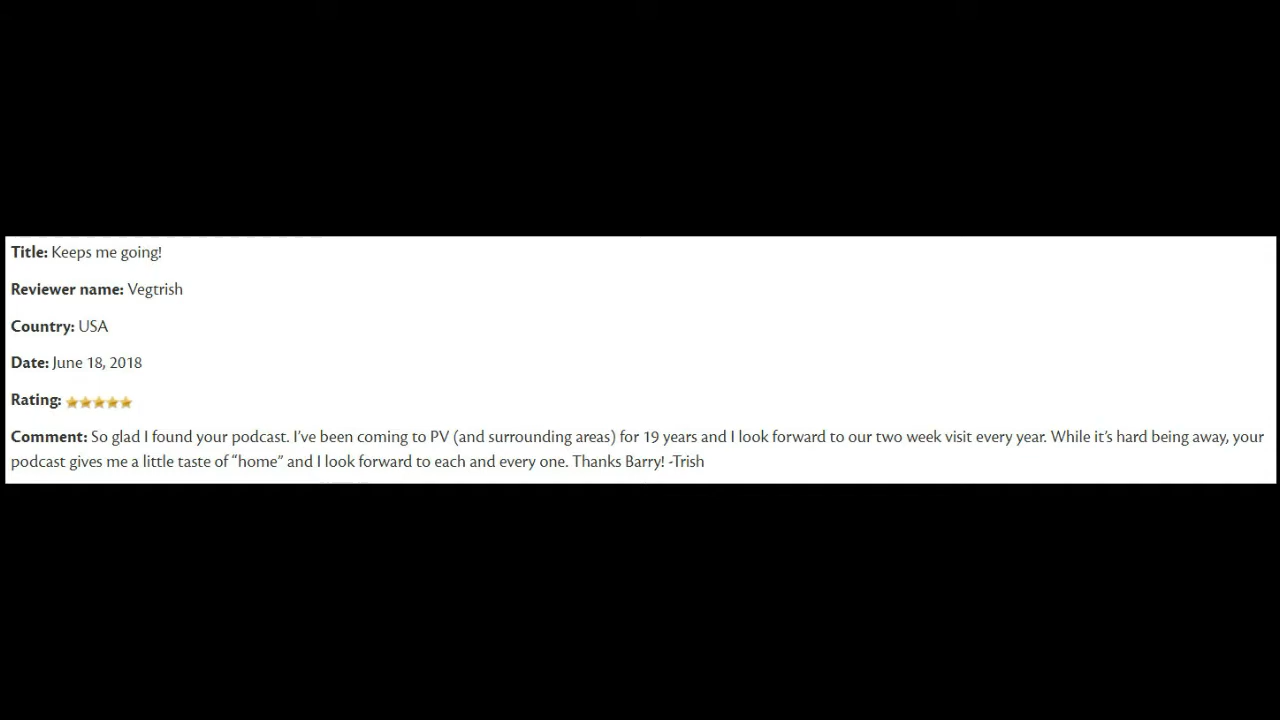 Title: Keeps me going!
Reviewer name: Vegtrish
Country: USA
Date: June 18, 2018
Rating:
Comment: So glad I found your podcast. I’ve been coming to PV (and surrounding areas) for 19 years and I look forward to our two week visit every year. While it’s hard being away, your
podcast gives me a little taste of “home” and I look forward to each and every one. Thanks Barry! -Trish